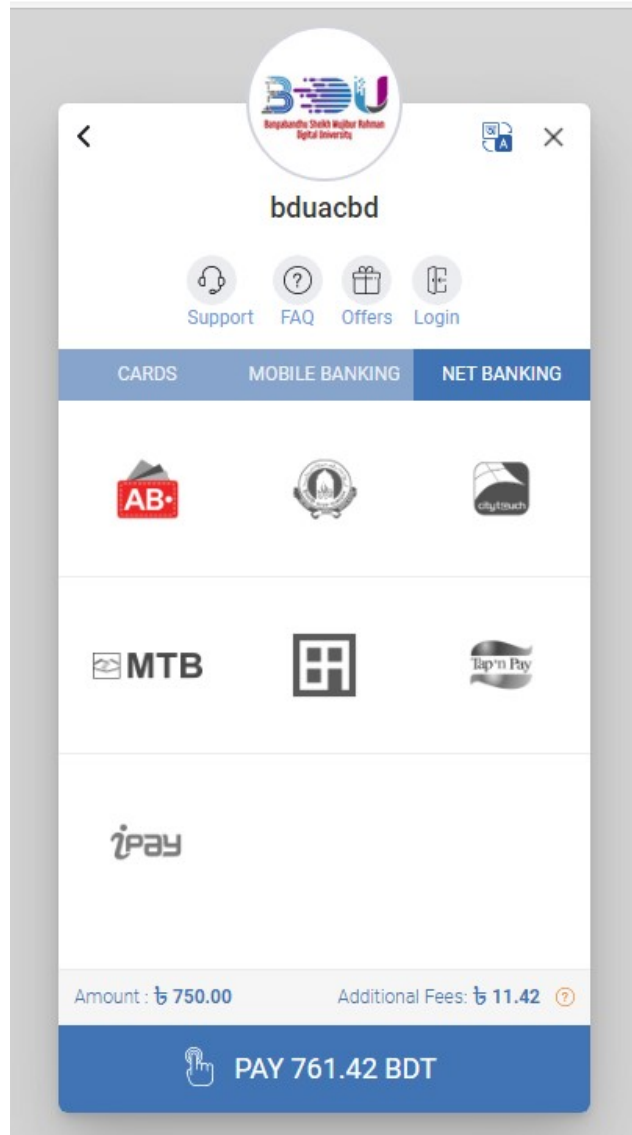 BDU
Bangabandhu Sheikh Mujibur Rahman
Digital University
A
bduacbd
Support FAQ Offers Login
CARDS MOBILE BANKING NET BANKING
AB
citytouch
MTB
Tap'n Pay
ipay
Amount : ৳ 750.00 Additional Fees: ৳ 11.42 ?
PAY 761.42 BDT